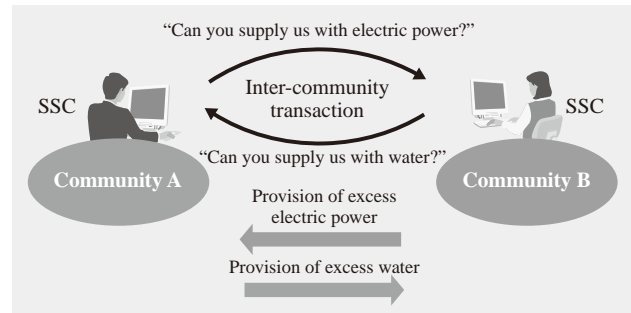 “Can you supply us with electric power?”
SSC
Inter-community
transaction
SSC
“Can you supply us with water?”
Community A
Community B
Provision of excess
electric power
Provision of excess water